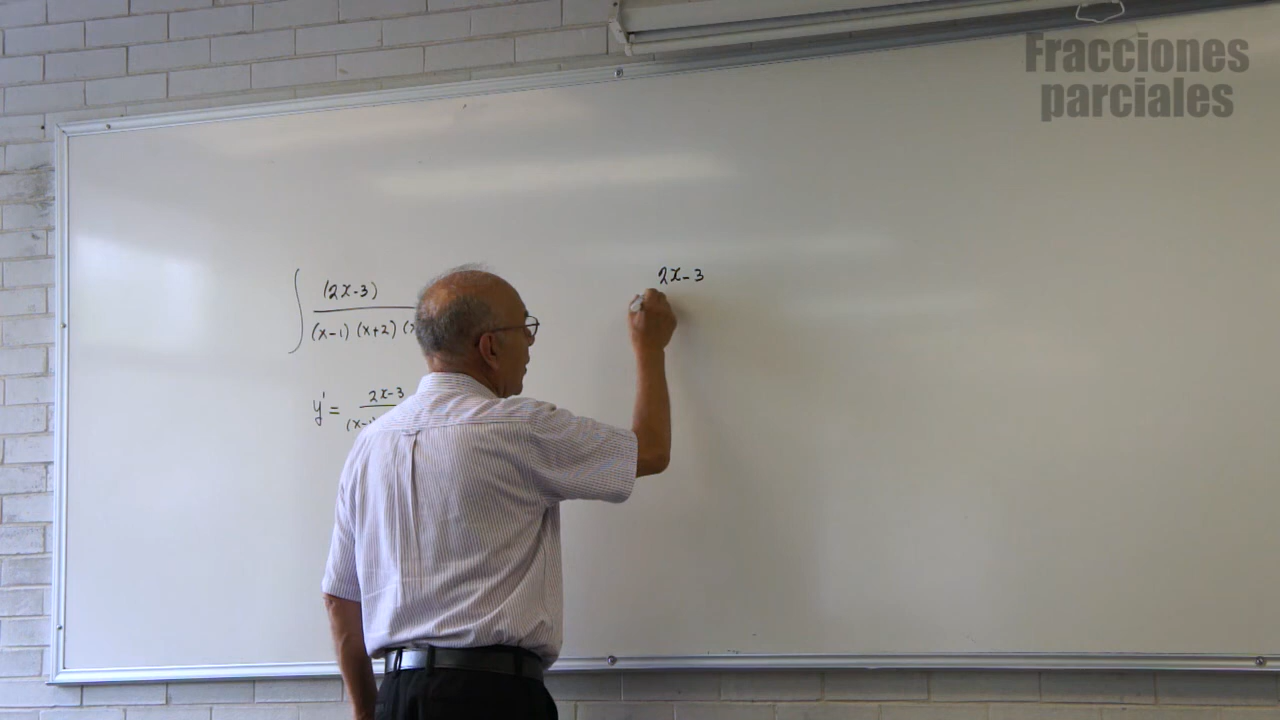 Fracciones
parciales
2x-3
∫ (2x-3)
(x-1) (x+2) (x
y' = 2x-3
(x-